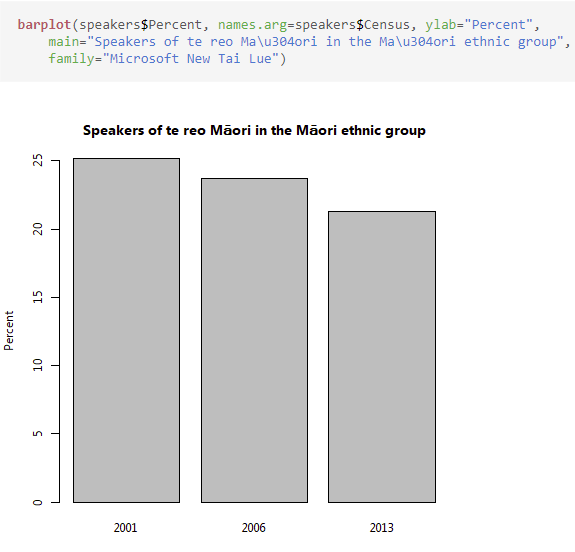 barplot(speakers$Percent, names.arg=speakers$Census, ylab="Percent",
main="Speakers of te reo Ma\u304ori in the Ma\u304ori ethnic group",
family="Microsoft New Tai Lue")
Speakers of te reo Māori in the Māori ethnic group
25
20
15
10
5
0
Percent
2001 2006 2013